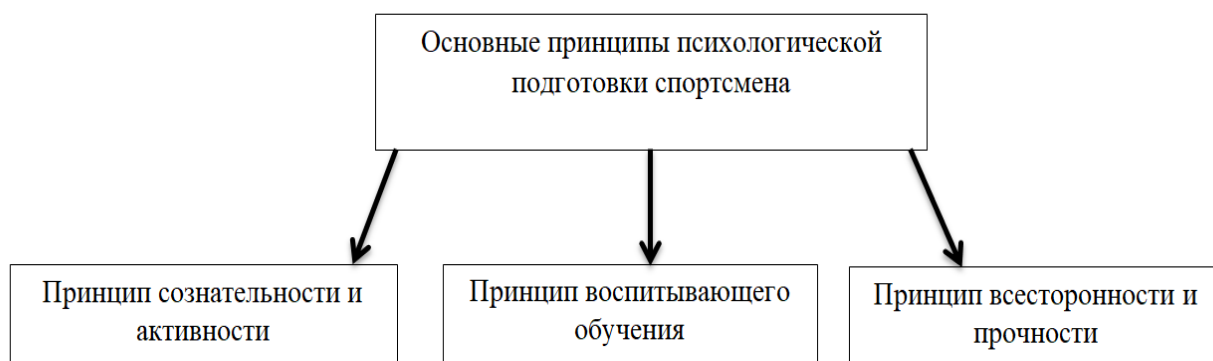 Основные принципы психологической
подготовки спортсмена
Принцип сознательности и
активности
Принцип воспитывающего
обучения
Принцип всесторонности и
прочности